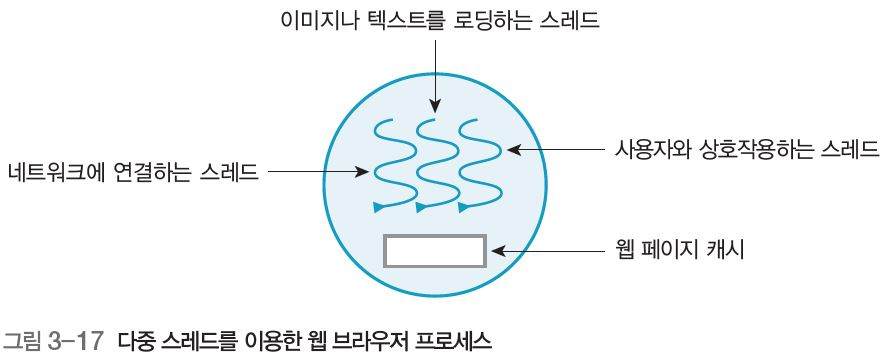 이미지나 텍스트를 로딩하는 스레드
사용자와 상호작용하는 스레드
네트워크에 연결하는 스레드
웹 페이지 캐시
그림 3-17 다중 스레드를 이용한 웹 브라우저 프로세스